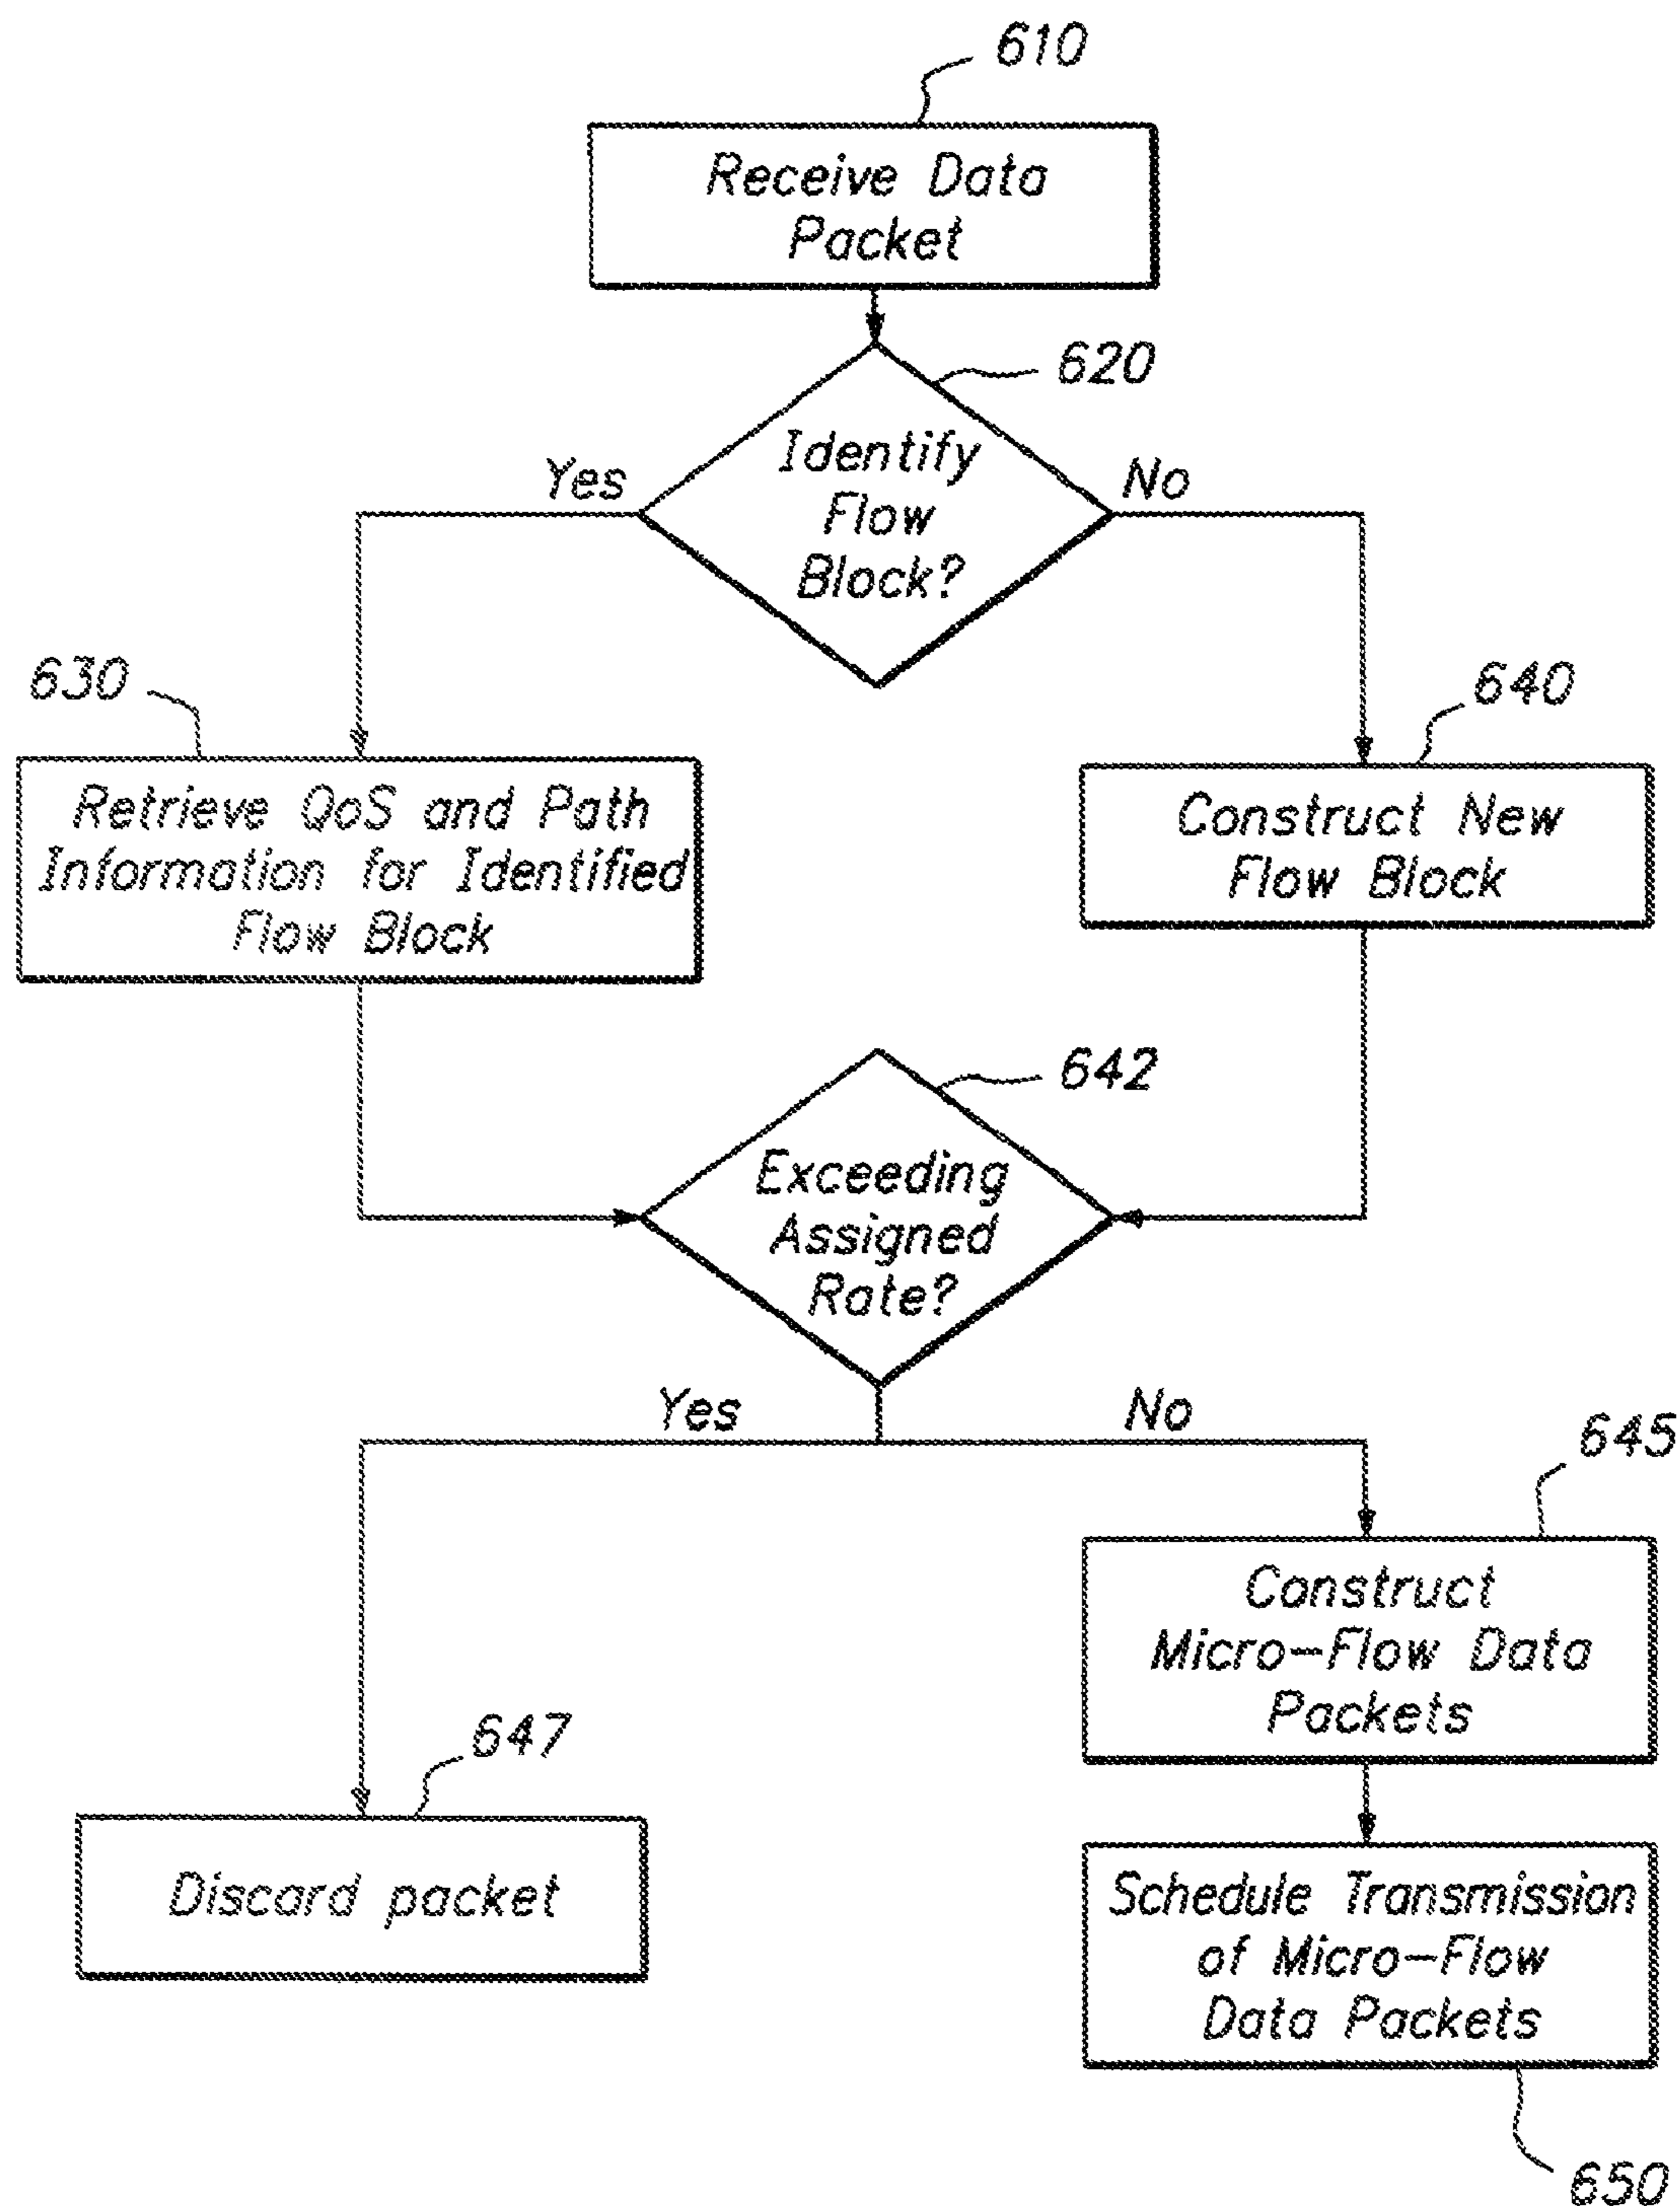 610
Receive Data
Packet
620
Identify
Flow
Block?
Yes
No
630
640
Retrieve QoS and Path
Information for Identified
Flow Block
Construct New
Flow Block
642
Exceeding
Assigned
Rate?
Yes
No
645
Construct
Micro-Flow Data
Packets
647
Discard packet
Schedule Transmission
of Micro-Flow
Data Packets
650